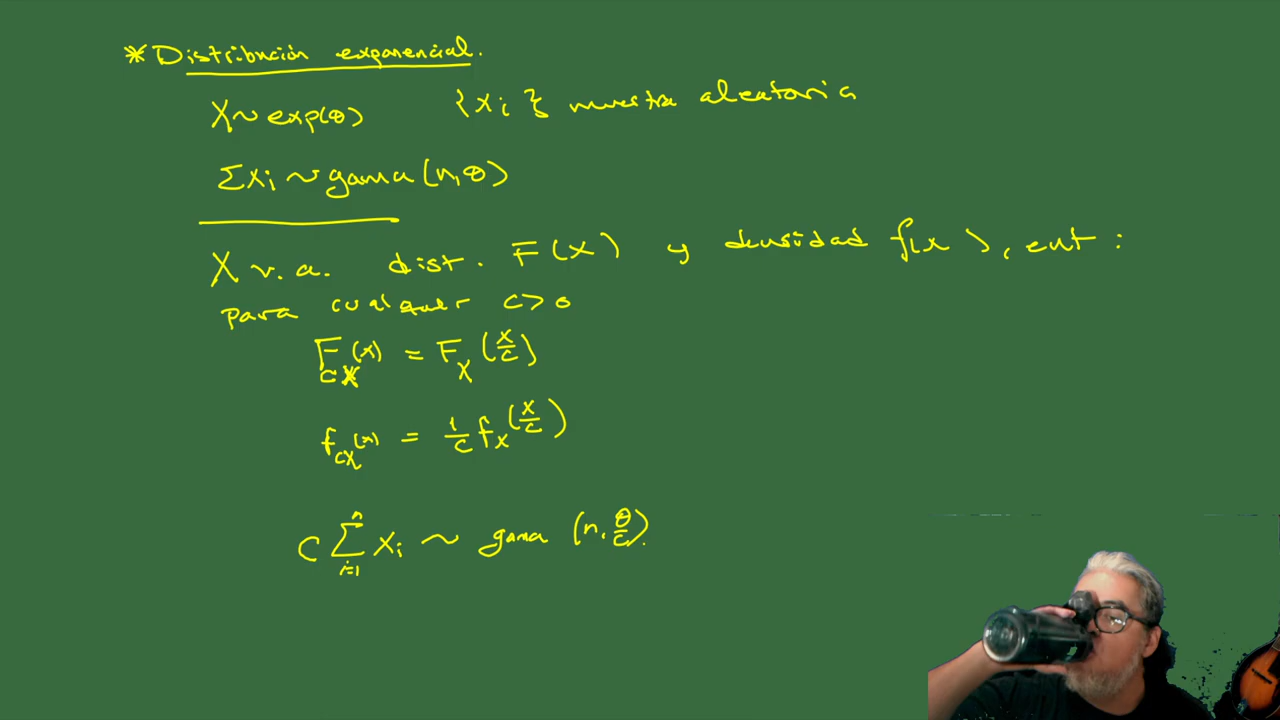 * Distribución exponencial.
X ~ exp(θ) {xi} muestra aleatoria
Σxi ~ gama(n,θ)
X v.a. dist. F(x) y densidad f(x), ent:
para cualquier c>0
F_cX(x) = F_X(x/c)
f_cX(x) = 1/c f_X(x/c)
c Σ_{i=1}^{n} xi ~ gama (n, θ/c).